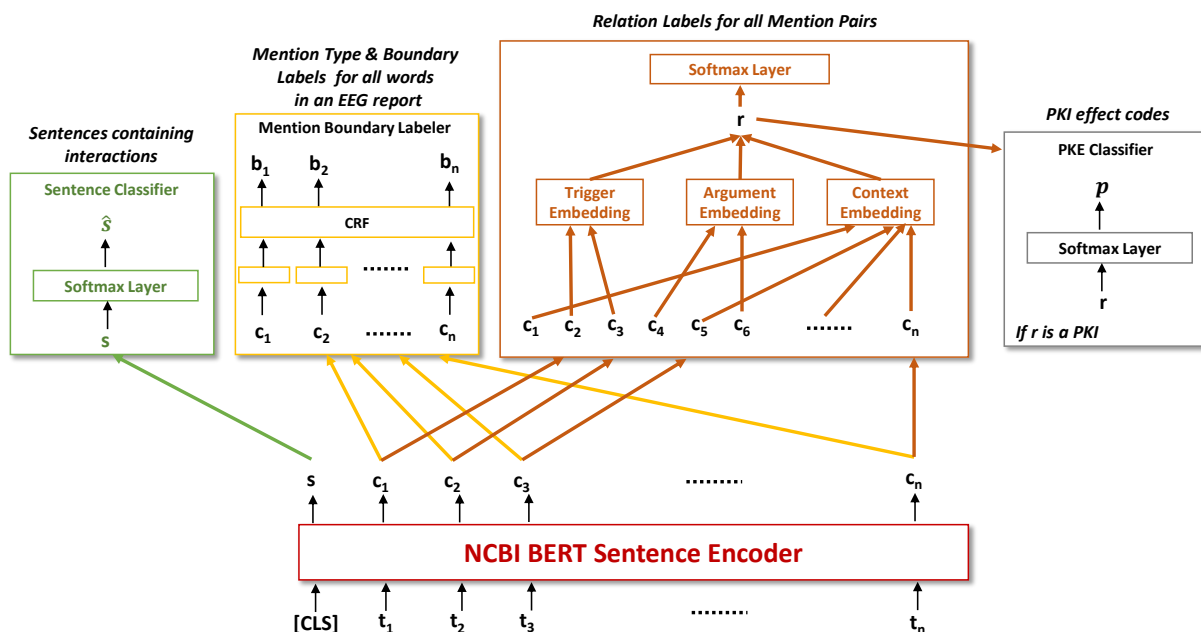 Relation Labels for all Mention Pairs
Softmax Layer
r
Trigger
Embedding
Argument
Embedding
Context
Embedding
c1 c2 c3 c4 c5 c6 ...... cn
Mention Type & Boundary
Labels for all words
in an EEG report
Mention Boundary Labeler
b1 b2 bn
CRF
.......
c1 c2 ....... cn
Sentences containing
interactions
Sentence Classifier
ŝ
Softmax Layer
s
PKI effect codes
PKE Classifier
p
Softmax Layer
r
If r is a PKI
s c1 c2 c3 ........ cn
NCBI BERT Sentence Encoder
[CLS] t1 t2 t3 ........ tn